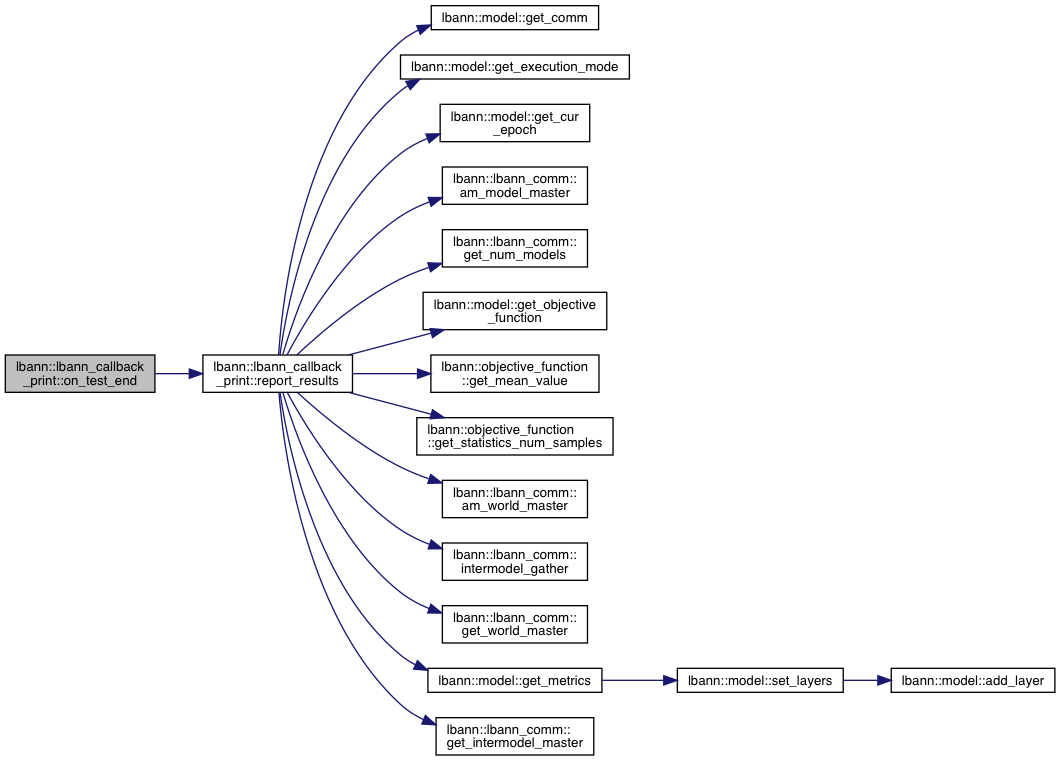 lbann::model::get_comm
lbann::model::get_execution_mode
lbann::model::get_cur
_epoch
lbann::lbann_comm::
am_model_master
lbann::lbann_comm::
get_num_models
lbann::model::get_objective
_function
lbann::lbann_callback
_print::on_test_end
lbann::lbann_callback
_print::report_results
lbann::objective_function
::get_mean_value
lbann::objective_function
::get_statistics_num_samples
lbann::lbann_comm::
am_world_master
lbann::lbann_comm::
intermodel_gather
lbann::lbann_comm::
get_world_master
lbann::model::get_metrics
lbann::model::set_layers
lbann::model::add_layer
lbann::lbann_comm::
get_intermodel_master